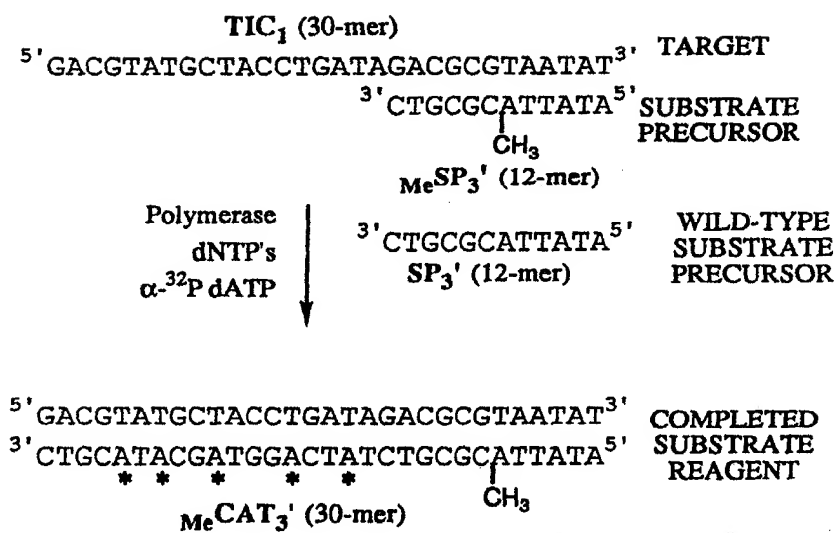 TIC₁ (30-mer)
5'GACGTATGCTACCTGATAGACGCGTAATAT3' TARGET
3'CTGCGCATTATA5' SUBSTRATE
PRECURSOR
CH₃
MeSP₃' (12-mer)
Polymerase
dNTP's
α-³²P dATP
3'CTGCGCATTATA5'
SP₃' (12-mer)
WILD-TYPE
SUBSTRATE
PRECURSOR
5'GACGTATGCTACCTGATAGACGCGTAATAT3'
3'CTGCATACGATGGACTATCTGCGCATTATA5'
* * * * *
CH₃
MeCAT₃' (30-mer)
COMPLETED
SUBSTRATE
REAGENT